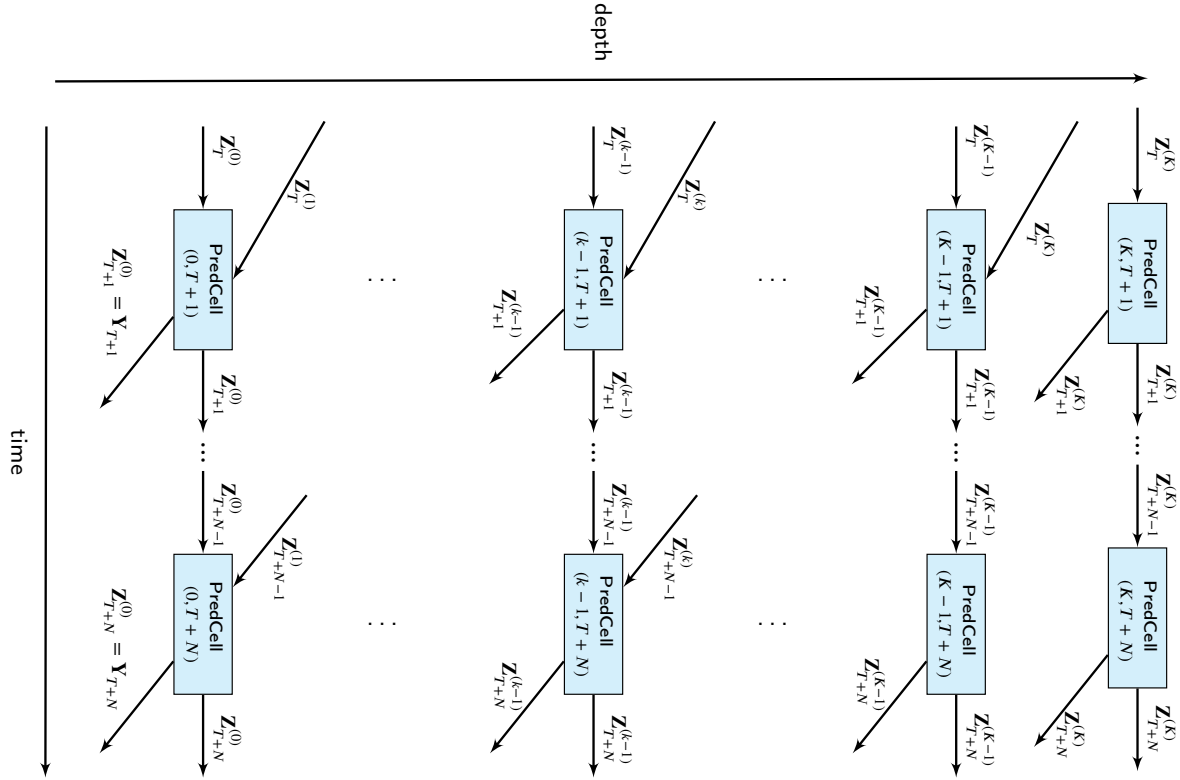 Z_T^{(K)}
PredCell
(K, T + 1)
Z_{T+1}^{(K)}
...
Z_{T+N−1}^{(K)}
PredCell
(K, T + N)
Z_{T+N}^{(K)}
Z_T^{(K)}
Z_{T+1}^{(K)}
Z_{T+N}^{(K)}
Z_T^{(K−1)}
PredCell
(K − 1, T + 1)
Z_{T+1}^{(K−1)}
...
Z_{T+N−1}^{(K−1)}
PredCell
(K − 1, T + N)
Z_{T+N}^{(K−1)}
Z_{T+1}^{(K−1)}
Z_{T+N}^{(K−1)}
...
...
Z_T^{(k)}
Z_{T+N−1}^{(k)}
Z_T^{(k−1)}
PredCell
(k − 1, T + 1)
Z_{T+1}^{(k−1)}
...
Z_{T+N−1}^{(k−1)}
PredCell
(k − 1, T + N)
Z_{T+N}^{(k−1)}
depth
Z_{T+1}^{(k−1)}
Z_{T+N}^{(k−1)}
...
...
Z_T^{(1)}
Z_{T+N−1}^{(1)}
Z_T^{(0)}
PredCell
(0, T + 1)
Z_{T+1}^{(0)}
...
Z_{T+N−1}^{(0)}
PredCell
(0, T + N)
Z_{T+N}^{(0)}
Z_{T+1}^{(0)} = Y_{T+1}
Z_{T+N}^{(0)} = Y_{T+N}
time